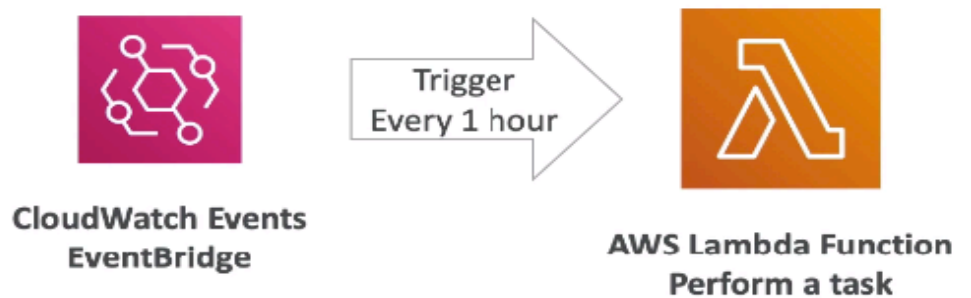 Trigger
Every 1 hour
CloudWatch Events
EventBridge
AWS Lambda Function
Perform a task